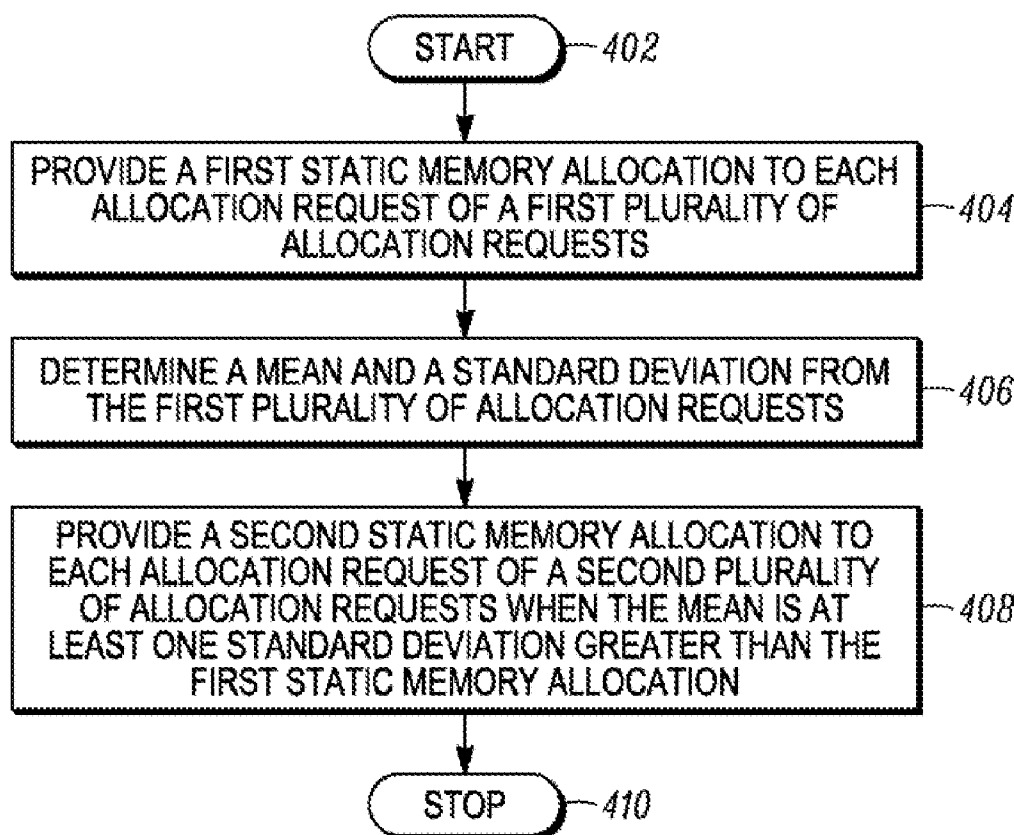 START
402
PROVIDE A FIRST STATIC MEMORY ALLOCATION TO EACH
ALLOCATION REQUEST OF A FIRST PLURALITY OF
ALLOCATION REQUESTS
404
DETERMINE A MEAN AND A STANDARD DEVIATION FROM
THE FIRST PLURALITY OF ALLOCATION REQUESTS
406
PROVIDE A SECOND STATIC MEMORY ALLOCATION TO
EACH ALLOCATION REQUEST OF A SECOND PLURALITY
OF ALLOCATION REQUESTS WHEN THE MEAN IS AT
LEAST ONE STANDARD DEVIATION GREATER THAN THE
FIRST STATIC MEMORY ALLOCATION
408
STOP
410